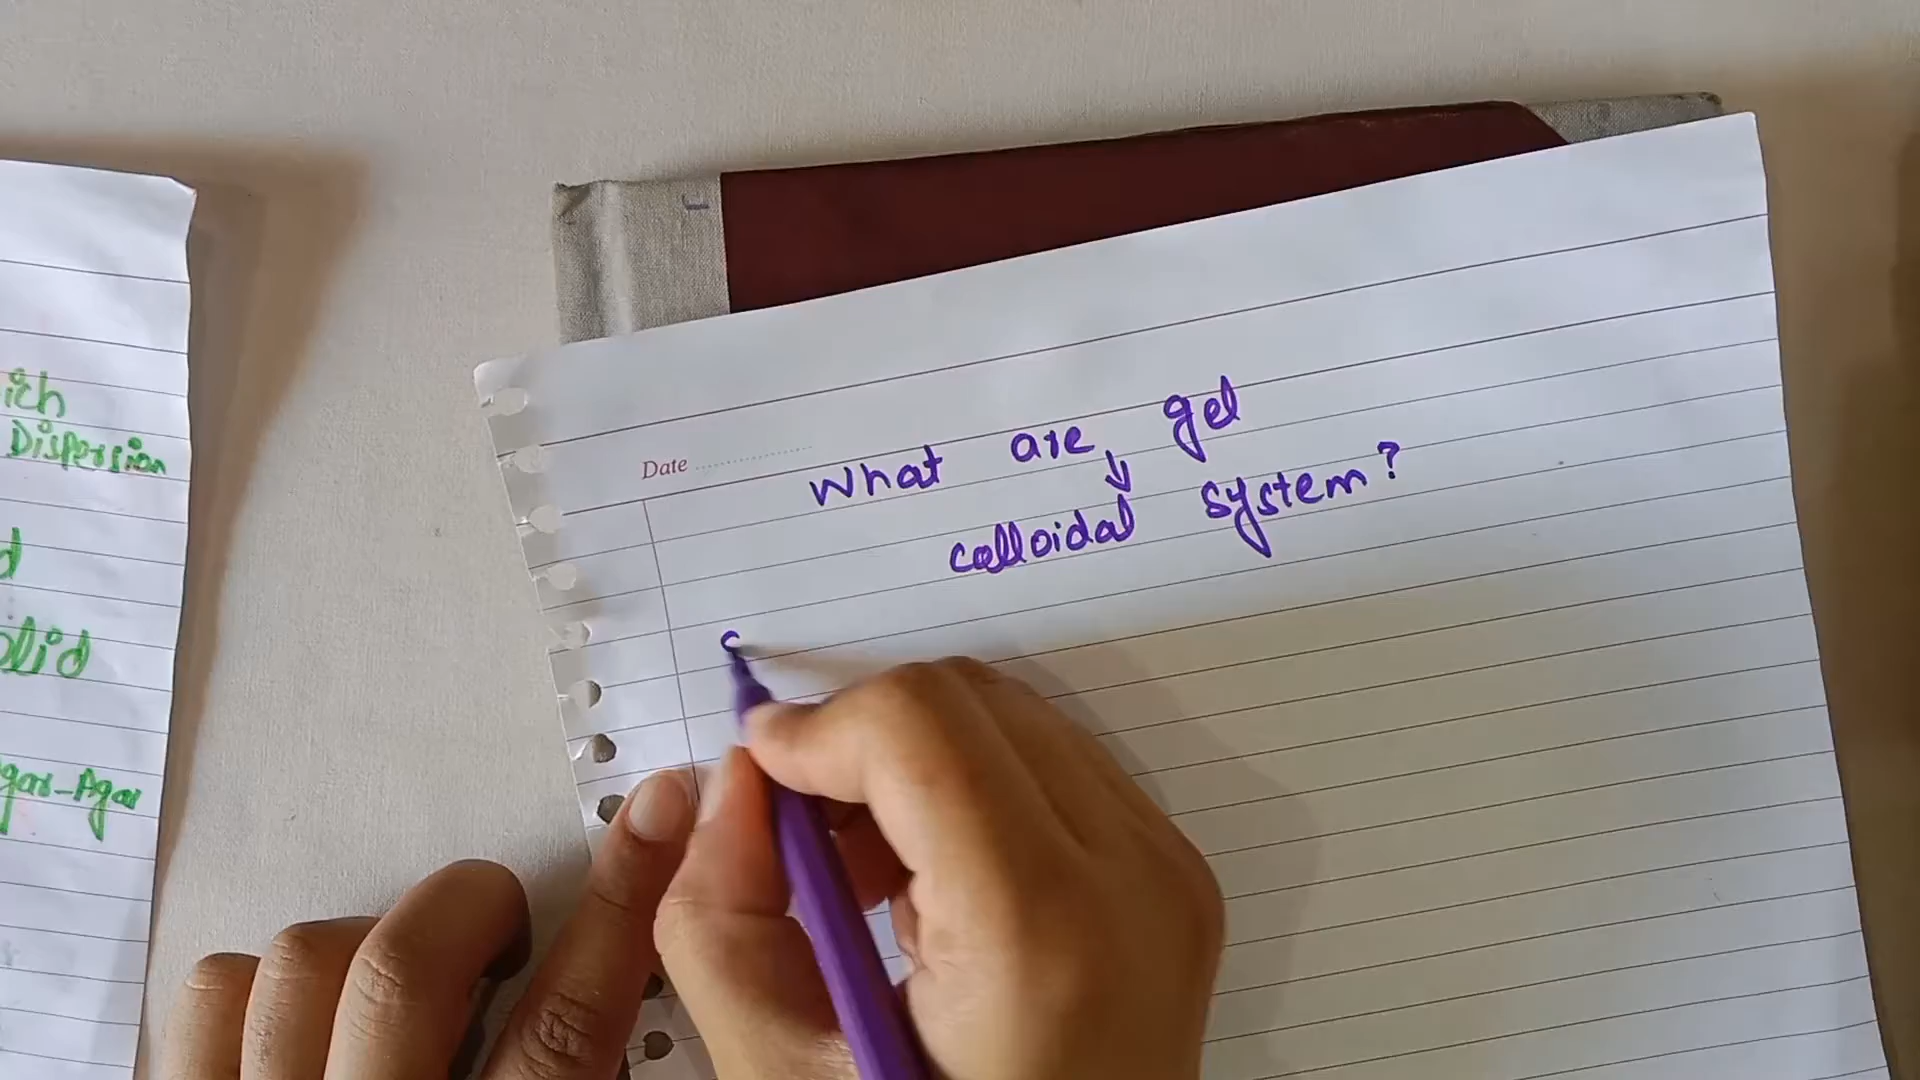 ich
Dispersion
d
olid
gar-Agar
Date
What are gel
colloidal system?